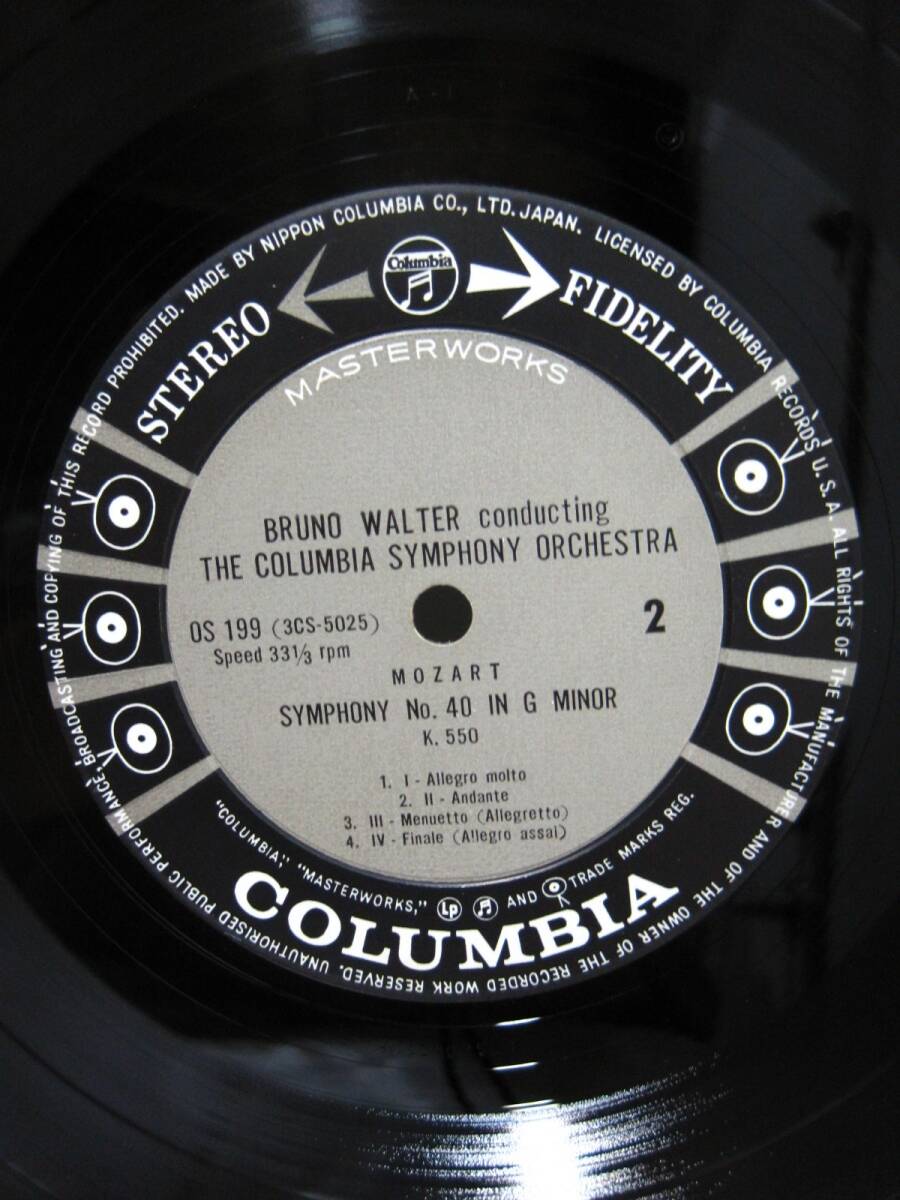 MADE BY NIPPON COLUMBIA CO., LTD. JAPAN. LICENSED BY COLUMBIA RECORDS U. S. A. ALL RIGHTS OF THE MANUFACTURER AND OF THE OWNER OF THE RECORDED WORK RESERVED. UNAUTHORISED PUBLIC PERFORMANCE, BROADCASTING AND COPYING OF THIS RECORD PROHIBITED.
Columbia
STEREO FIDELITY
MASTERWORKS
BRUNO WALTER conducting
THE COLUMBIA SYMPHONY ORCHESTRA
OS 199 (3CS-5025)
2
Speed 33 1/3 rpm
MOZART
SYMPHONY No. 40 IN G MINOR
K. 550
1. I - Allegro molto
2. II - Andante
3. III - Menuetto (Allegretto)
4. IV - Finale (Allegro assai)
"COLUMBIA," "MASTERWORKS," Lp AND TRADE MARKS REG.
COLUMBIA